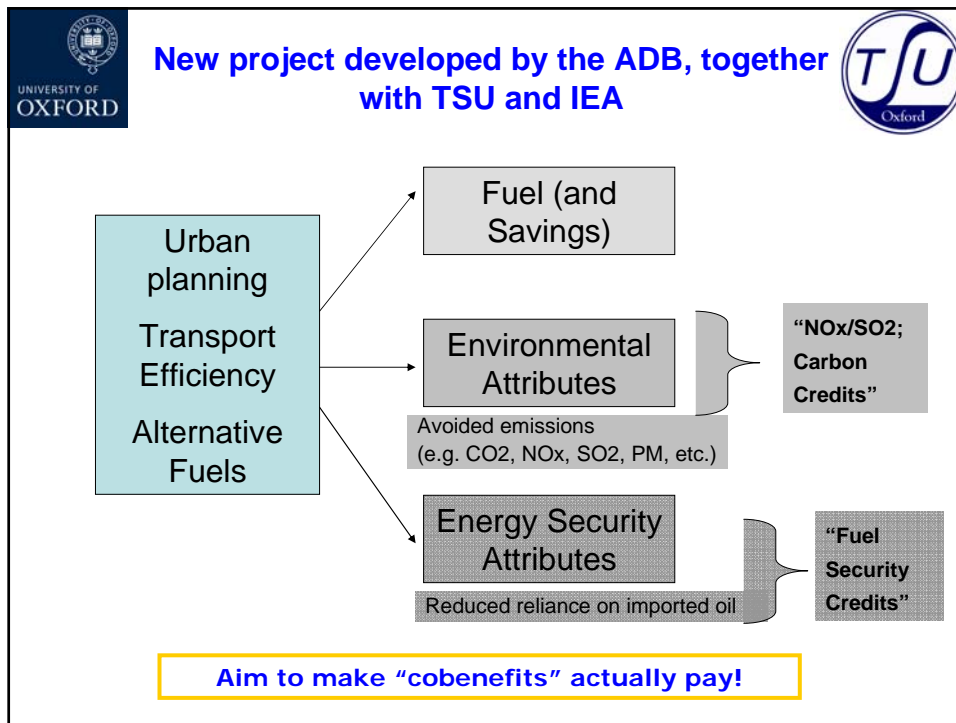 UNIVERSITY OF
OXFORD
New project developed by the ADB, together
with TSU and IEA
TSU
Oxford
Urban
planning
Transport
Efficiency
Alternative
Fuels
Fuel (and
Savings)
Environmental
Attributes
Avoided emissions
(e.g. CO2, NOx, SO2, PM, etc.)
“NOx/SO2;
Carbon
Credits”
Energy Security
Attributes
Reduced reliance on imported oil
“Fuel
Security
Credits”
Aim to make “cobenefits” actually pay!